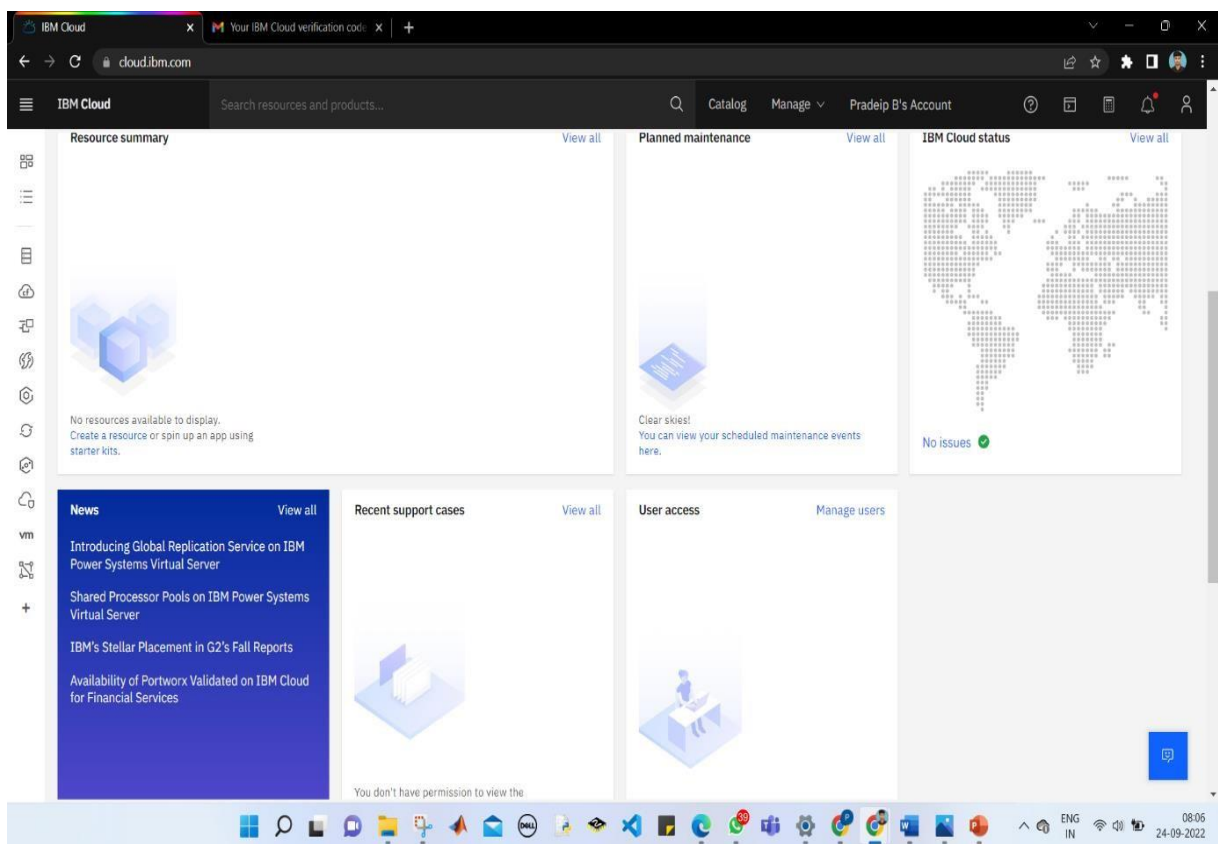 IBM Cloud
Your IBM Cloud verification code
cloud.ibm.com
IBM Cloud
Search resources and products...
Catalog
Manage
Pradeip B's Account
Resource summary
View all
Planned maintenance
View all
IBM Cloud status
View all
No resources available to display.
Create a resource or spin up an app using
starter kits.
Clear skies!
You can view your scheduled maintenance events
here.
No issues
News
View all
Introducing Global Replication Service on IBM
Power Systems Virtual Server
Shared Processor Pools on IBM Power Systems
Virtual Server
IBM's Stellar Placement in G2's Fall Reports
Availability of Portworx Validated on IBM Cloud
for Financial Services
Recent support cases
View all
You don't have permission to view the
User access
Manage users
vm
DELL
39
ENG
IN
08:06
24-09-2022